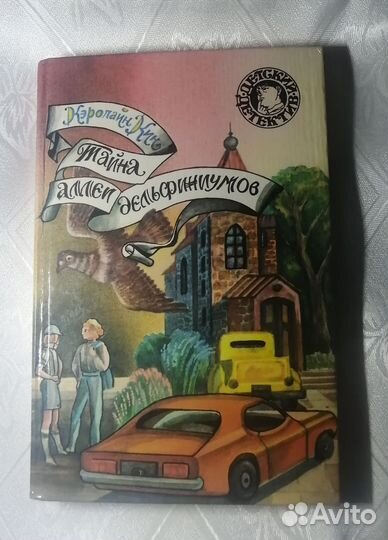 Кэролайн Кин
Тайна
аллеи дельфиниумов
ДЕТСКИЙ
ДЕТЕКТИВ
Avito